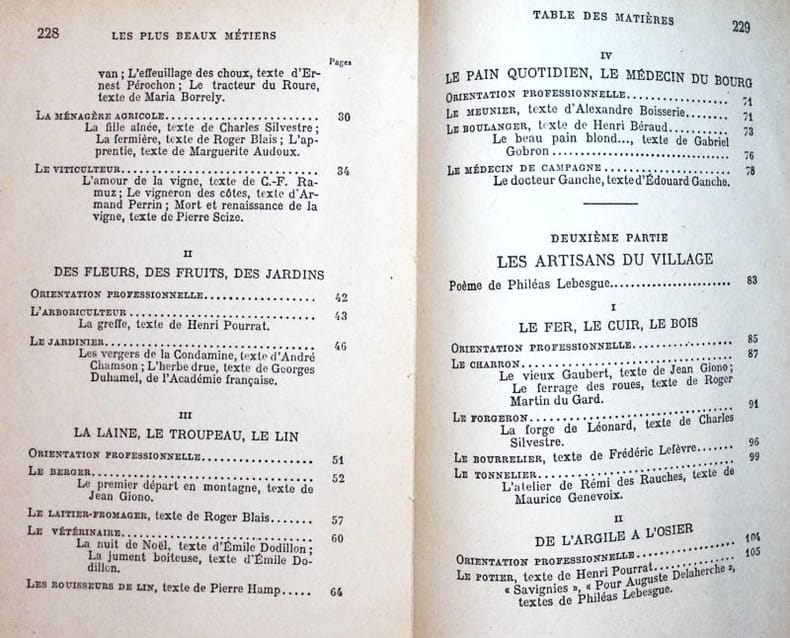 228 LES PLUS BEAUX MÉTIERS
Pages
van ; L'effeuillage des choux, texte d'Er-
nest Pérochon ; Le tracteur du Roure,
texte de Maria Borrely.
LA MÉNAGÈRE AGRICOLE........................ 30
La fille aînée, texte de Charles Silvestre ;
La fermière, texte de Roger Blais ; L'ap-
prentie, texte de Marguerite Audoux.
LE VITICULTEUR.............................. 34
L'amour de la vigne, texte de C.-F. Ra-
muz ; Le vigneron des côtes, texte d'Ar-
mand Perrin ; Mort et renaissance de la
vigne, texte de Pierre Scize.
II
DES FLEURS, DES FRUITS, DES JARDINS
ORIENTATION PROFESSIONNELLE................. 42
L'ARBORICULTEUR............................. 43
La greffe, texte de Henri Pourrat.
LE JARDINIER................................ 46
Les vergers de la Condamine, texte d'André
Chamson ; L'herbe drue, texte de Georges
Duhamel, de l'Académie française.
III
LA LAINE, LE TROUPEAU, LE LIN
ORIENTATION PROFESSIONNELLE................. 51
LE BERGER................................... 52
Le premier départ en montagne, texte de
Jean Giono.
LE LAITIER-FROMAGER, texte de Roger Blais....... 57
LE VÉTÉRINAIRE.............................. 60
La nuit de Noël, texte d'Émile Dodillon ;
La jument boiteuse, texte d'Émile Do-
dillon.
LES ROUISSEURS DE LIN, texte de Pierre Hamp..... 64
TABLE DES MATIÈRES 229
IV
LE PAIN QUOTIDIEN, LE MÉDECIN DU BOURG
ORIENTATION PROFESSIONNELLE................. 71
LE MEUNIER, texte d'Alexandre Boisserie......... 71
LE BOULANGER, texte de Henri Béraud............. 73
Le beau pain blond..., texte de Gabriel
Gobron.............................. 76
LE MÉDECIN DE CAMPAGNE...................... 78
Le docteur Ganche, texte d'Édouard Ganche.
DEUXIÈME PARTIE
LES ARTISANS DU VILLAGE
Poème de Philéas Lebesgue....................... 83
I
LE FER, LE CUIR, LE BOIS
ORIENTATION PROFESSIONNELLE................. 85
LE CHARRON.................................. 87
Le vieux Gaubert, texte de Jean Giono ;
Le ferrage des roues, texte de Roger
Martin du Gard.
LE FORGERON................................. 91
La forge de Léonard, texte de Charles
Silvestre.
LE BOURRELIER, texte de Frédéric Lefèvre....... 96
LE TONNELIER................................ 99
L'atelier de Rémi des Rauches, texte de
Maurice Genevoix.
II
DE L'ARGILE A L'OSIER
ORIENTATION PROFESSIONNELLE................. 104
LE POTIER, texte de Henri Pourrat............... 105
« Savignies », « Pour Auguste Delaherche »,
textes de Philéas Lebesgue.